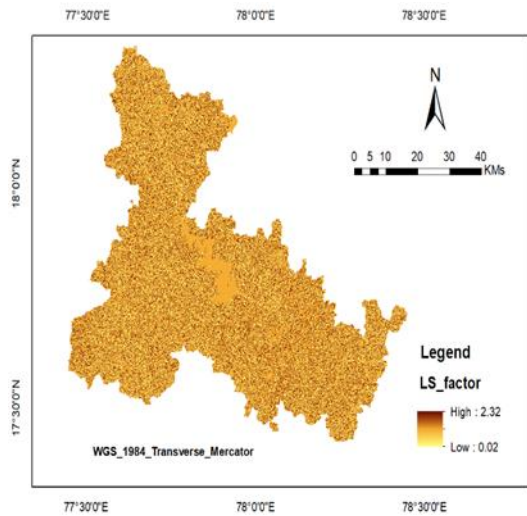 77°30'0"E 78°0'0"E 78°30'0"E
N
0 5 10 20 30 40
KMs
18°0'0"N
17°30'0"N
Legend
LS_factor
High : 2.32
Low : 0.02
WGS_1984_Transverse_Mercator
77°30'0"E 78°0'0"E 78°30'0"E